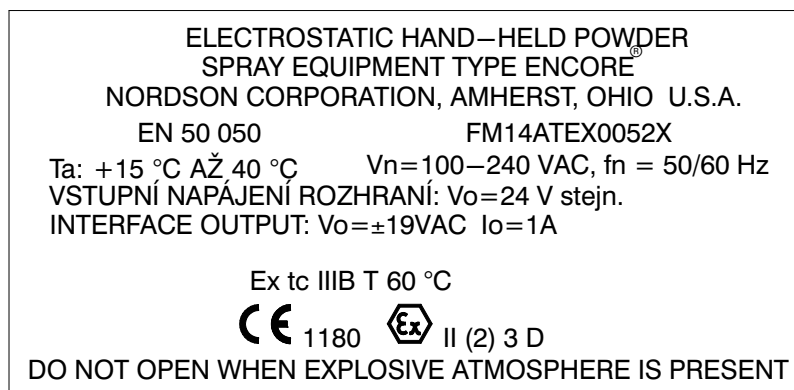 ELECTROSTATIC HAND–HELD POWDER
SPRAY EQUIPMENT TYPE ENCORE®
NORDSON CORPORATION, AMHERST, OHIO U.S.A.
EN 50 050 FM14ATEX0052X
Ta: +15 °C AŽ 40 °C Vn=100–240 VAC, fn = 50/60 Hz
VSTUPNÍ NAPÁJENÍ ROZHRANÍ: Vo=24 V stejn.
INTERFACE OUTPUT: Vo=±19VAC Io=1A
Ex tc IIIB T 60 °C
CE 1180 Ex II (2) 3 D
DO NOT OPEN WHEN EXPLOSIVE ATMOSPHERE IS PRESENT